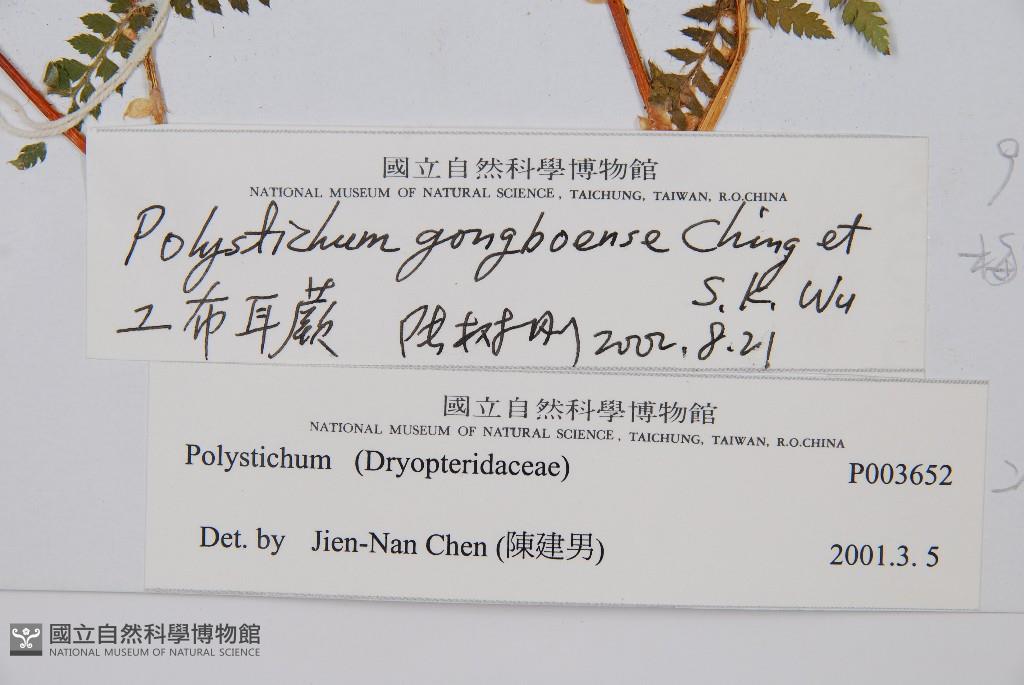 國立自然科學博物館
NATIONAL MUSEUM OF NATURAL SCIENCE, TAICHUNG, TAIWAN, R.O.CHINA
Polystichum gongboense Ching et
S. K. Wu
工布耳蕨 树刚 2002.8.21
國立自然科學博物館
NATIONAL MUSEUM OF NATURAL SCIENCE, TAICHUNG, TAIWAN, R.O.CHINA
Polystichum (Dryopteridaceae) P003652
Det. by Jien-Nan Chen (陳建男) 2001.3. 5
國立自然科學博物館
NATIONAL MUSEUM OF NATURAL SCIENCE